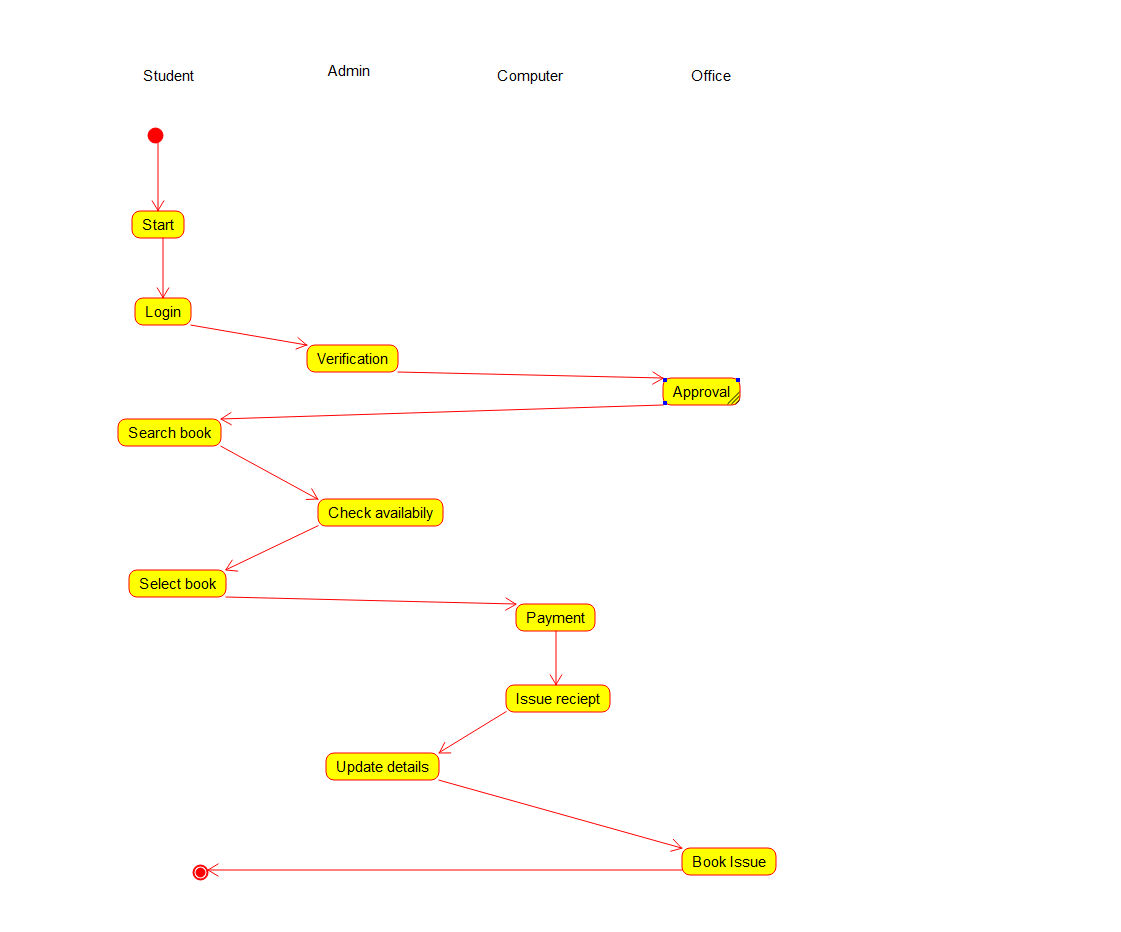 Student
Admin
Computer
Office
Start
Login
Verification
Approval
Search book
Check availabily
Select book
Payment
Issue reciept
Update details
Book Issue